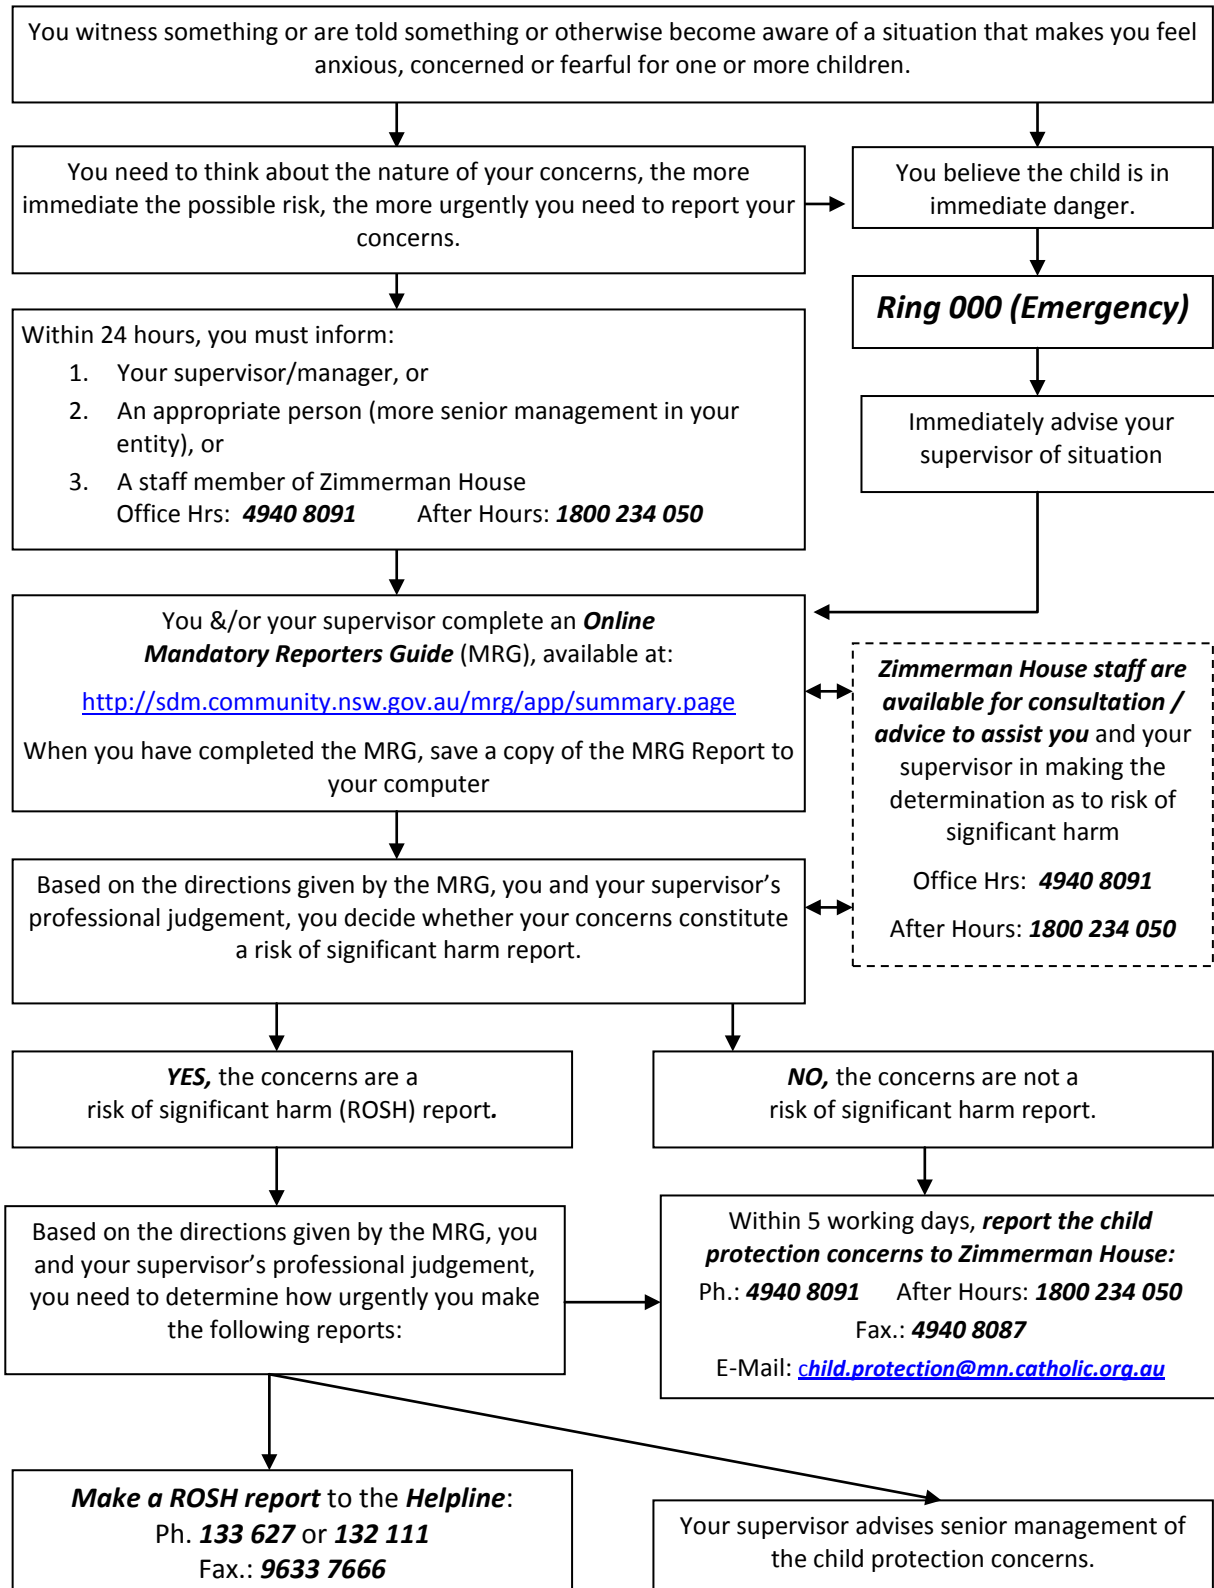 You witness something or are told something or otherwise become aware of a situation that makes you feel
anxious, concerned or fearful for one or more children.
You need to think about the nature of your concerns, the more
immediate the possible risk, the more urgently you need to report your
concerns.
You believe the child is in
immediate danger.
Ring 000 (Emergency)
Within 24 hours, you must inform:
1. Your supervisor/manager, or
2. An appropriate person (more senior management in your
entity), or
3. A staff member of Zimmerman House
Office Hrs: 4940 8091 After Hours: 1800 234 050
Immediately advise your
supervisor of situation
You &/or your supervisor complete an Online
Mandatory Reporters Guide (MRG), available at:
http://sdm.community.nsw.gov.au/mrg/app/summary.page
When you have completed the MRG, save a copy of the MRG Report to
your computer
Zimmerman House staff are
available for consultation /
advice to assist you and your
supervisor in making the
determination as to risk of
significant harm
Office Hrs: 4940 8091
After Hours: 1800 234 050
Based on the directions given by the MRG, you and your supervisor's
professional judgement, you decide whether your concerns constitute
a risk of significant harm report.
YES, the concerns are a
risk of significant harm (ROSH) report.
NO, the concerns are not a
risk of significant harm report.
Based on the directions given by the MRG, you
and your supervisor's professional judgement,
you need to determine how urgently you make
the following reports:
Within 5 working days, report the child
protection concerns to Zimmerman House:
Ph.: 4940 8091 After Hours: 1800 234 050
Fax.: 4940 8087
E-Mail: child.protection@mn.catholic.org.au
Make a ROSH report to the Helpline:
Ph. 133 627 or 132 111
Fax.: 9633 7666
Your supervisor advises senior management of
the child protection concerns.